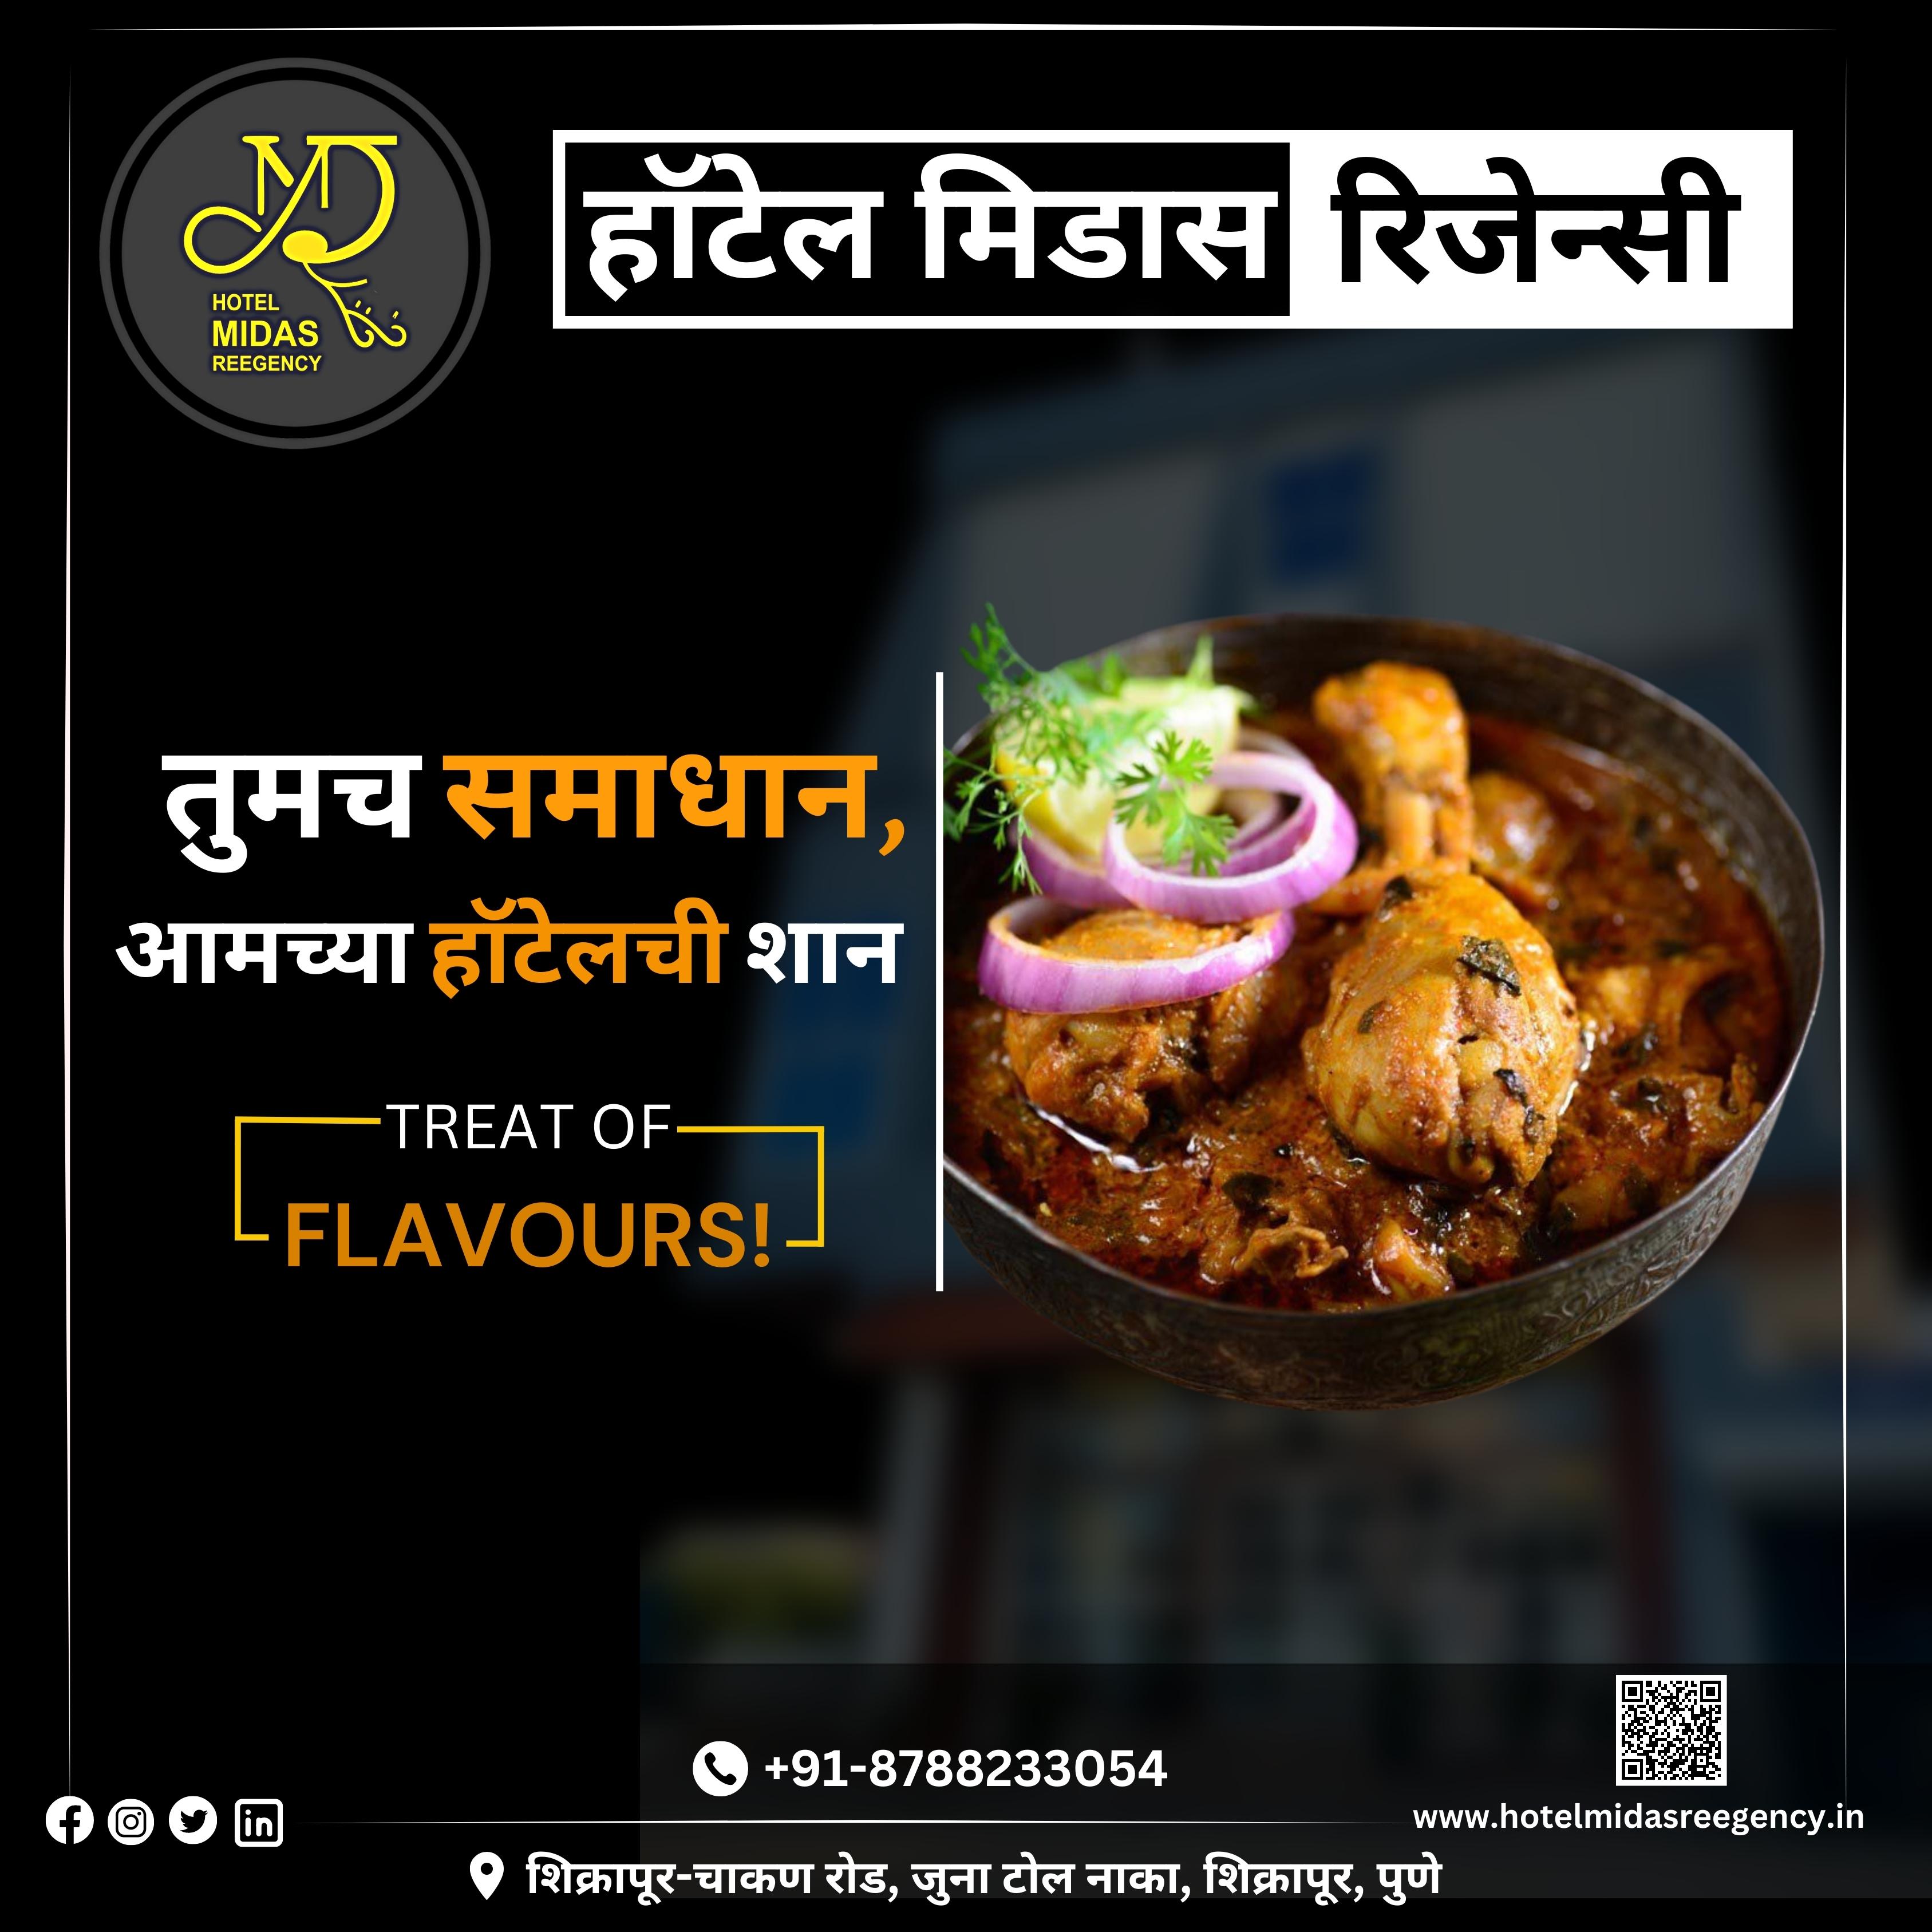 HOTEL
MIDAS
REEGENCY
हॉटेल मिडास रिजेन्सी
तुमच समाधान,
आमच्या हॉटेलची शान
TREAT OF
FLAVOURS!
+91-8788233054
www.hotelmidasreegency.in
शिक्रापूर-चाकण रोड, जुना टोल नाका, शिक्रापूर, पुणे